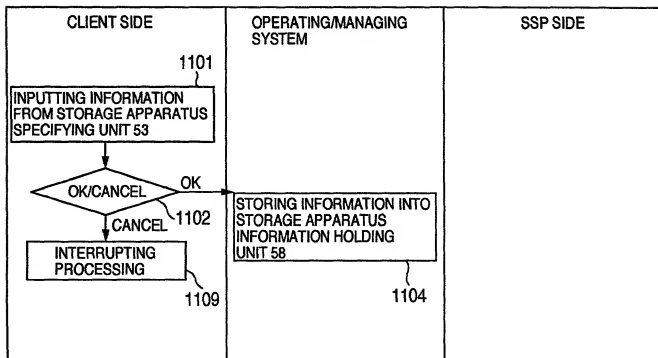 CLIENT SIDE
OPERATING/MANAGING
SYSTEM
SSP SIDE
1101
INPUTTING INFORMATION
FROM STORAGE APPARATUS
SPECIFYING UNIT 53
OK/CANCEL
OK
1102
CANCEL
INTERRUPTING
PROCESSING
1109
STORING INFORMATION INTO
STORAGE APPARATUS
INFORMATION HOLDING
UNIT 58
1104